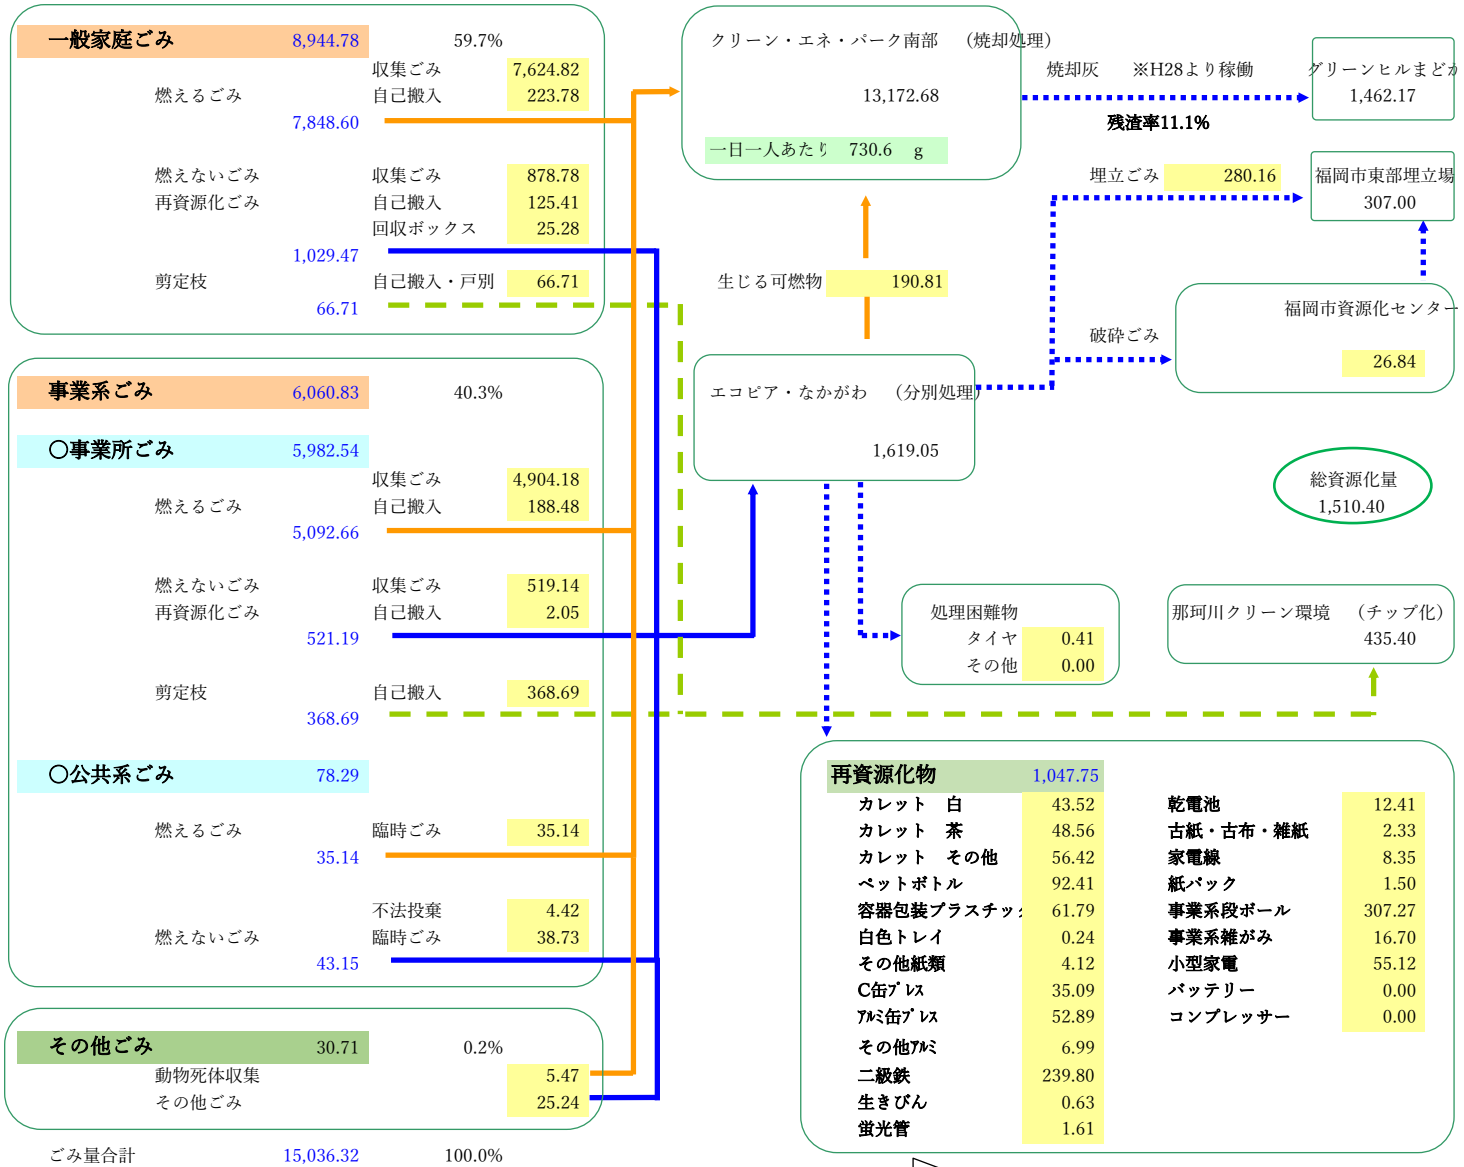 一般家庭ごみ 8,944.78 59.7%
収集ごみ 7,624.82
燃えるごみ 自己搬入 223.78
7,848.60
燃えないごみ 収集ごみ 878.78
再資源化ごみ 自己搬入 125.41
回収ボックス 25.28
1,029.47
剪定枝 自己搬入・戸別 66.71
66.71
事業系ごみ 6,060.83 40.3%
〇事業所ごみ 5,982.54
収集ごみ 4,904.18
燃えるごみ 自己搬入 188.48
5,092.66
燃えないごみ 収集ごみ 519.14
再資源化ごみ 自己搬入 2.05
521.19
剪定枝 自己搬入 368.69
368.69
〇公共系ごみ 78.29
燃えるごみ 臨時ごみ 35.14
35.14
不法投棄 4.42
燃えないごみ 臨時ごみ 38.73
43.15
その他ごみ 30.71 0.2%
動物死体収集 5.47
その他ごみ 25.24
ごみ量合計 15,036.32 100.0%
クリーン・エネ・パーク南部 （焼却処理）
13,172.68
一日一人あたり 730.6 g
生じる可燃物 190.81
エコピア・なかがわ （分別処理）
1,619.05
焼却灰 ※H28より稼働
残渣率11.1%
グリーンヒルまどか
1,462.17
埋立ごみ 280.16
福岡市東部埋立場
307.00
破砕ごみ
福岡市資源化センター
26.84
総資源化量
1,510.40
処理困難物
タイヤ 0.41
その他 0.00
那珂川クリーン環境 （チップ化）
435.40
再資源化物 1,047.75
カレット 白 43.52
カレット 茶 48.56
カレット その他 56.42
ペットボトル 92.41
容器包装プラスチック 61.79
白色トレイ 0.24
その他紙類 4.12
C缶ﾌﾟﾚｽ 35.09
ｱﾙﾐ缶ﾌﾟﾚｽ 52.89
その他ｱﾙﾐ 6.99
二級鉄 239.80
生きびん 0.63
蛍光管 1.61
乾電池 12.41
古紙・古布・雑紙 2.33
家電線 8.35
紙パック 1.50
事業系段ボール 307.27
事業系雑がみ 16.70
小型家電 55.12
バッテリー 0.00
コンプレッサー 0.00